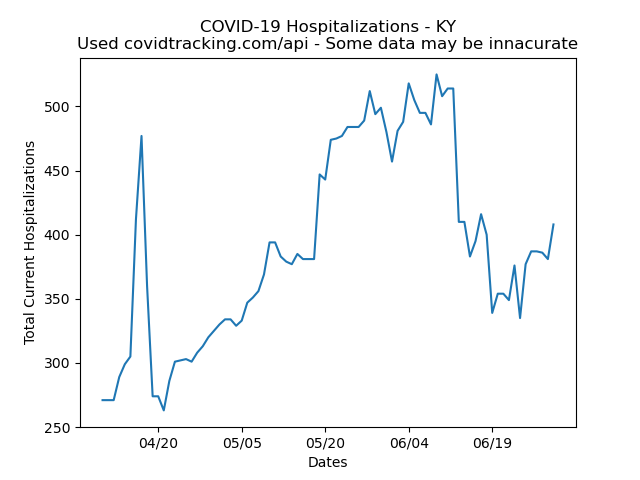 COVID-19 Hospitalizations - KY
Used covidtracking.com/api - Some data may be innacurate
500
450
400
350
300
250
Total Current Hospitalizations
04/20 05/05 05/20 06/04 06/19
Dates